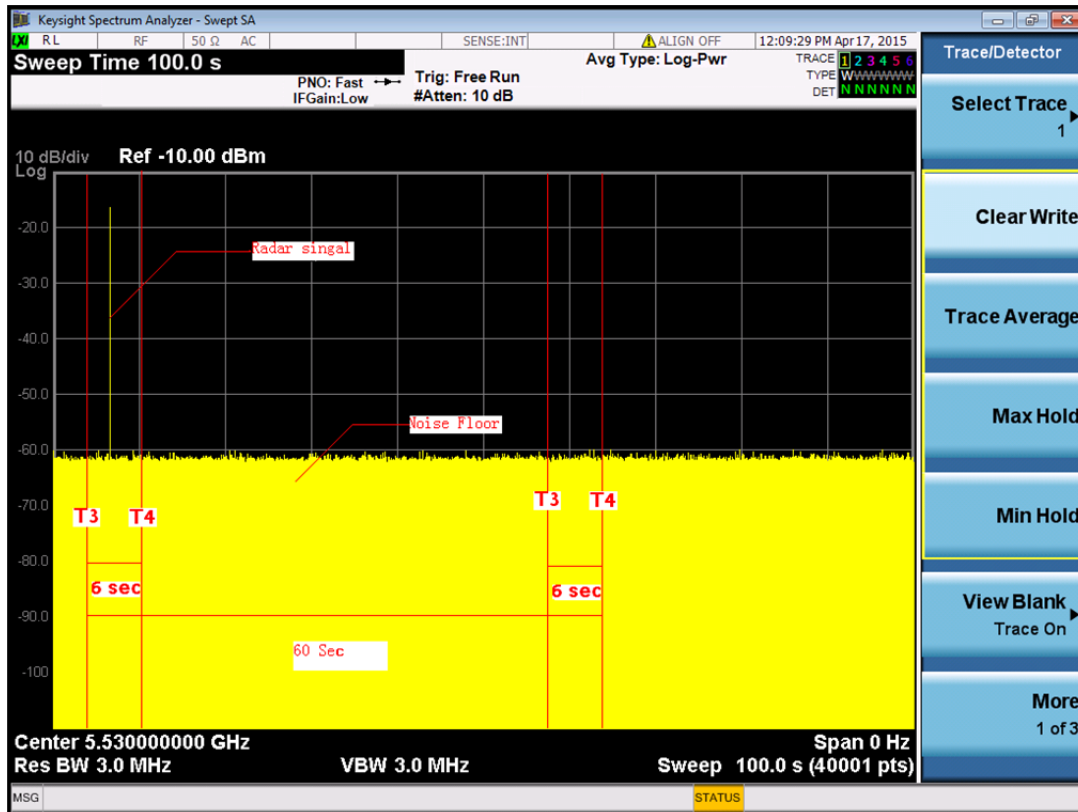 Keysight Spectrum Analyzer - Swept SA
LXI RL RF 50 Ω AC SENSE:INT ALIGN OFF 12:09:29 PM Apr 17, 2015
Sweep Time 100.0 s
PNO: Fast
IFGain:Low
Trig: Free Run
#Atten: 10 dB
Avg Type: Log-Pwr
TRACE 1 2 3 4 5 6
TYPE WWWWWW
DET N N N N N N
10 dB/div Ref -10.00 dBm
Log
-20.0
Radar singal
-30.0
-40.0
-50.0
Noise Floor
-60.0
-70.0
T3 T4 T3 T4
-80.0
6 sec 6 sec
-90.0
60 Sec
-100
Center 5.530000000 GHz Span 0 Hz
Res BW 3.0 MHz VBW 3.0 MHz Sweep 100.0 s (40001 pts)
MSG STATUS
Trace/Detector
Select Trace
1
Clear Write
Trace Average
Max Hold
Min Hold
View Blank
Trace On
More
1 of 3